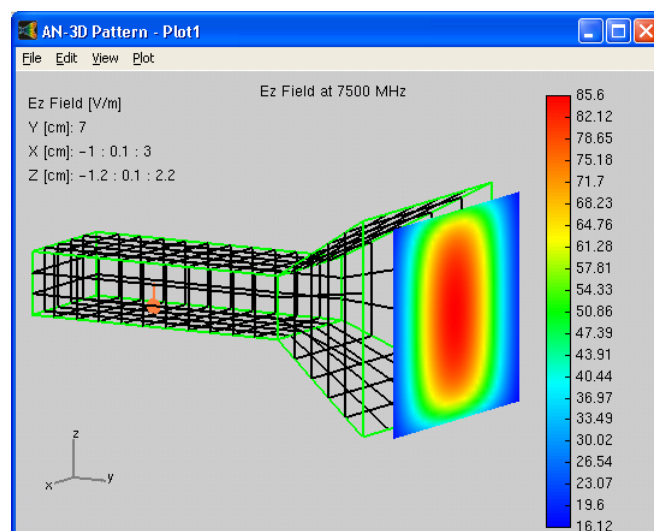 AN-3D Pattern - Plot1
File Edit View Plot
Ez Field at 7500 MHz
Ez Field [V/m]
Y [cm]: 7
X [cm]: -1 : 0.1 : 3
Z [cm]: -1.2 : 0.1 : 2.2
85.6
82.12
78.65
75.18
71.7
68.23
64.76
61.28
57.81
54.33
50.86
47.39
43.91
40.44
36.97
33.49
30.02
26.54
23.07
19.6
16.12
z
x
y